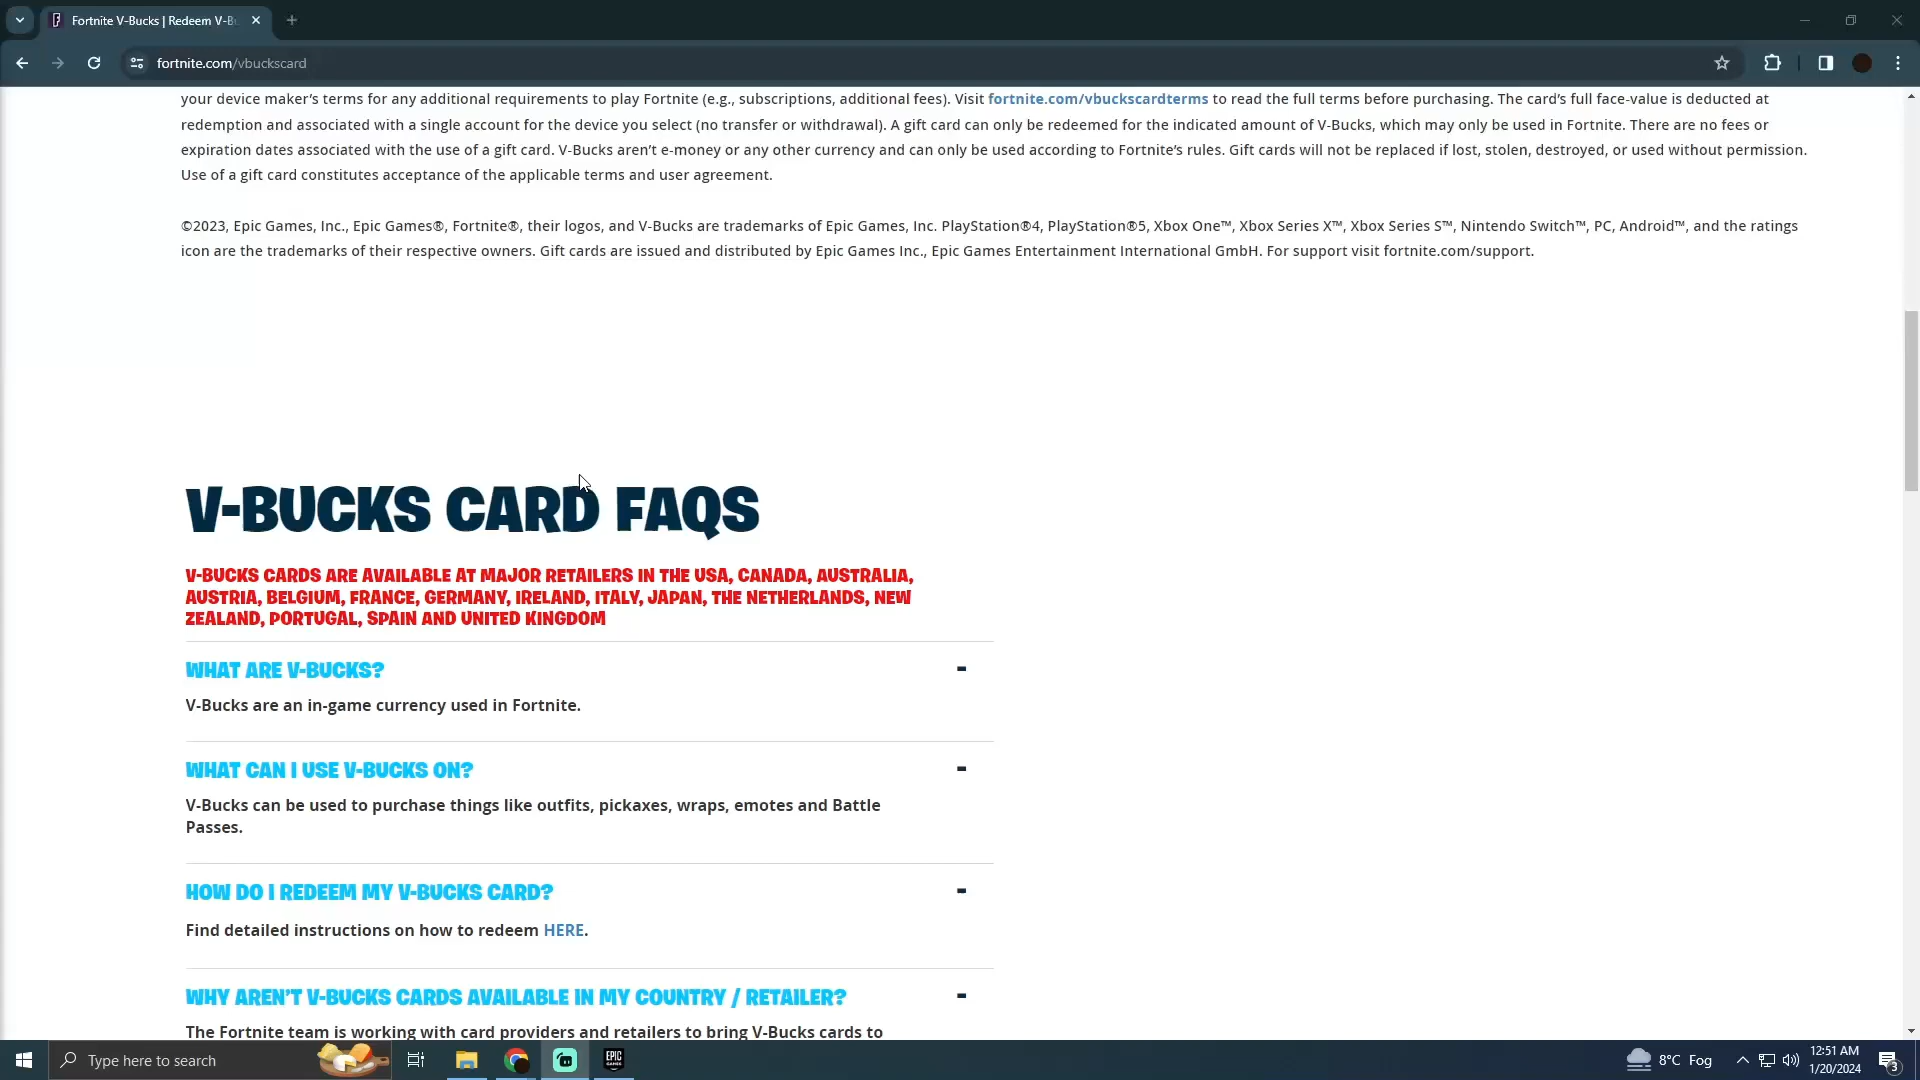 Fortnite V-Bucks | Redeem V-B
fortnite.com/vbuckscard
your device maker's terms for any additional requirements to play Fortnite (e.g., subscriptions, additional fees). Visit fortnite.com/vbuckscardterms to read the full terms before purchasing. The card's full face-value is deducted at
redemption and associated with a single account for the device you select (no transfer or withdrawal). A gift card can only be redeemed for the indicated amount of V-Bucks, which may only be used in Fortnite. There are no fees or
expiration dates associated with the use of a gift card. V-Bucks aren't e-money or any other currency and can only be used according to Fortnite's rules. Gift cards will not be replaced if lost, stolen, destroyed, or used without permission.
Use of a gift card constitutes acceptance of the applicable terms and user agreement.
©2023, Epic Games, Inc., Epic Games®, Fortnite®, their logos, and V-Bucks are trademarks of Epic Games, Inc. PlayStation®4, PlayStation®5, Xbox One™, Xbox Series X™, Xbox Series S™, Nintendo Switch™, PC, Android™, and the ratings
icon are the trademarks of their respective owners. Gift cards are issued and distributed by Epic Games Inc., Epic Games Entertainment International GmbH. For support visit fortnite.com/support.
V-BUCKS CARD FAQS
V-BUCKS CARDS ARE AVAILABLE AT MAJOR RETAILERS IN THE USA, CANADA, AUSTRALIA,
AUSTRIA, BELGIUM, FRANCE, GERMANY, IRELAND, ITALY, JAPAN, THE NETHERLANDS, NEW
ZEALAND, PORTUGAL, SPAIN AND UNITED KINGDOM
WHAT ARE V-BUCKS? -
V-Bucks are an in-game currency used in Fortnite.
WHAT CAN I USE V-BUCKS ON? -
V-Bucks can be used to purchase things like outfits, pickaxes, wraps, emotes and Battle
Passes.
HOW DO I REDEEM MY V-BUCKS CARD? -
Find detailed instructions on how to redeem HERE.
WHY AREN'T V-BUCKS CARDS AVAILABLE IN MY COUNTRY / RETAILER? -
The Fortnite team is working with card providers and retailers to bring V-Bucks cards to
Type here to search
EPIC
GAMES
8°C Fog
12:51 AM
1/20/2024
3